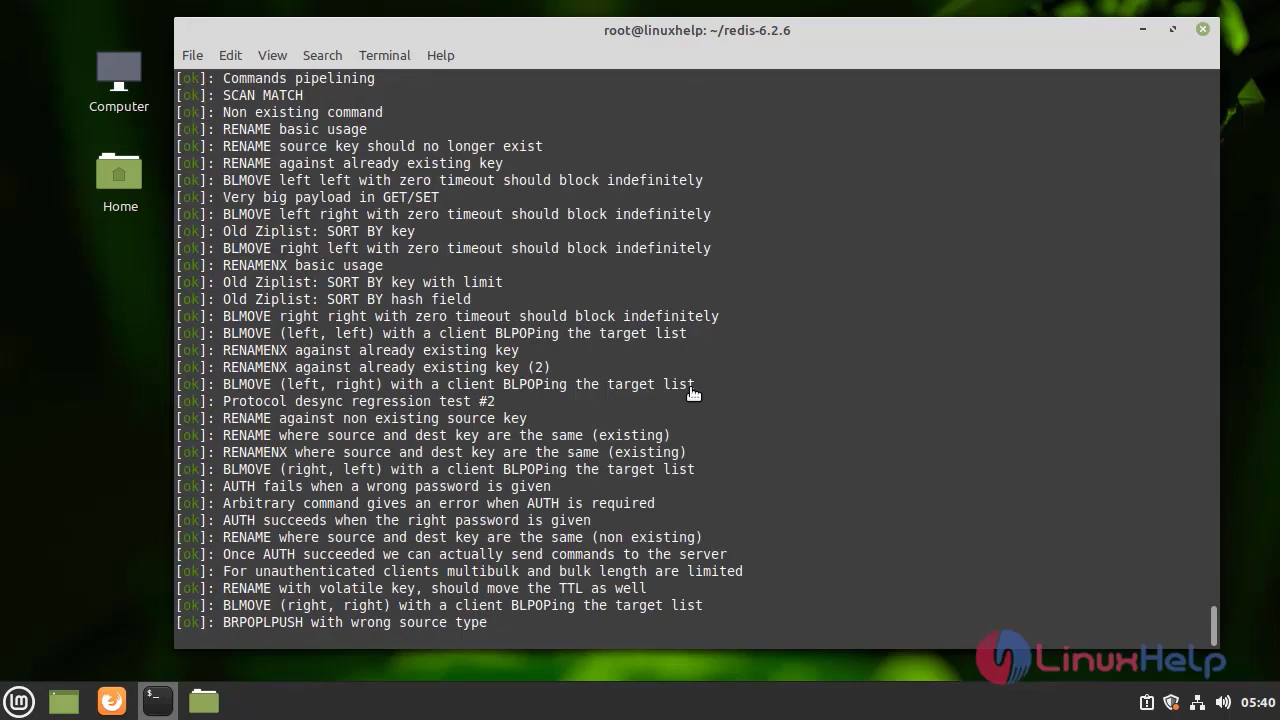 root@linuxhelp: ~/redis-6.2.6
File Edit View Search Terminal Help
[ok]: Commands pipelining
[ok]: SCAN MATCH
[ok]: Non existing command
[ok]: RENAME basic usage
[ok]: RENAME source key should no longer exist
[ok]: RENAME against already existing key
[ok]: BLMOVE left left with zero timeout should block indefinitely
[ok]: Very big payload in GET/SET
[ok]: BLMOVE left right with zero timeout should block indefinitely
[ok]: Old Ziplist: SORT BY key
[ok]: BLMOVE right left with zero timeout should block indefinitely
[ok]: RENAMENX basic usage
[ok]: Old Ziplist: SORT BY key with limit
[ok]: Old Ziplist: SORT BY hash field
[ok]: BLMOVE right right with zero timeout should block indefinitely
[ok]: BLMOVE (left, left) with a client BLPOPing the target list
[ok]: RENAMENX against already existing key
[ok]: RENAMENX against already existing key (2)
[ok]: BLMOVE (left, right) with a client BLPOPing the target list
[ok]: Protocol desync regression test #2
[ok]: RENAME against non existing source key
[ok]: RENAME where source and dest key are the same (existing)
[ok]: RENAMENX where source and dest key are the same (existing)
[ok]: BLMOVE (right, left) with a client BLPOPing the target list
[ok]: AUTH fails when a wrong password is given
[ok]: Arbitrary command gives an error when AUTH is required
[ok]: AUTH succeeds when the right password is given
[ok]: RENAME where source and dest key are the same (non existing)
[ok]: Once AUTH succeeded we can actually send commands to the server
[ok]: For unauthenticated clients multibulk and bulk length are limited
[ok]: RENAME with volatile key, should move the TTL as well
[ok]: BLMOVE (right, right) with a client BLPOPing the target list
[ok]: BRPOPLPUSH with wrong source type
Computer
Home
LinuxHelp
05:40